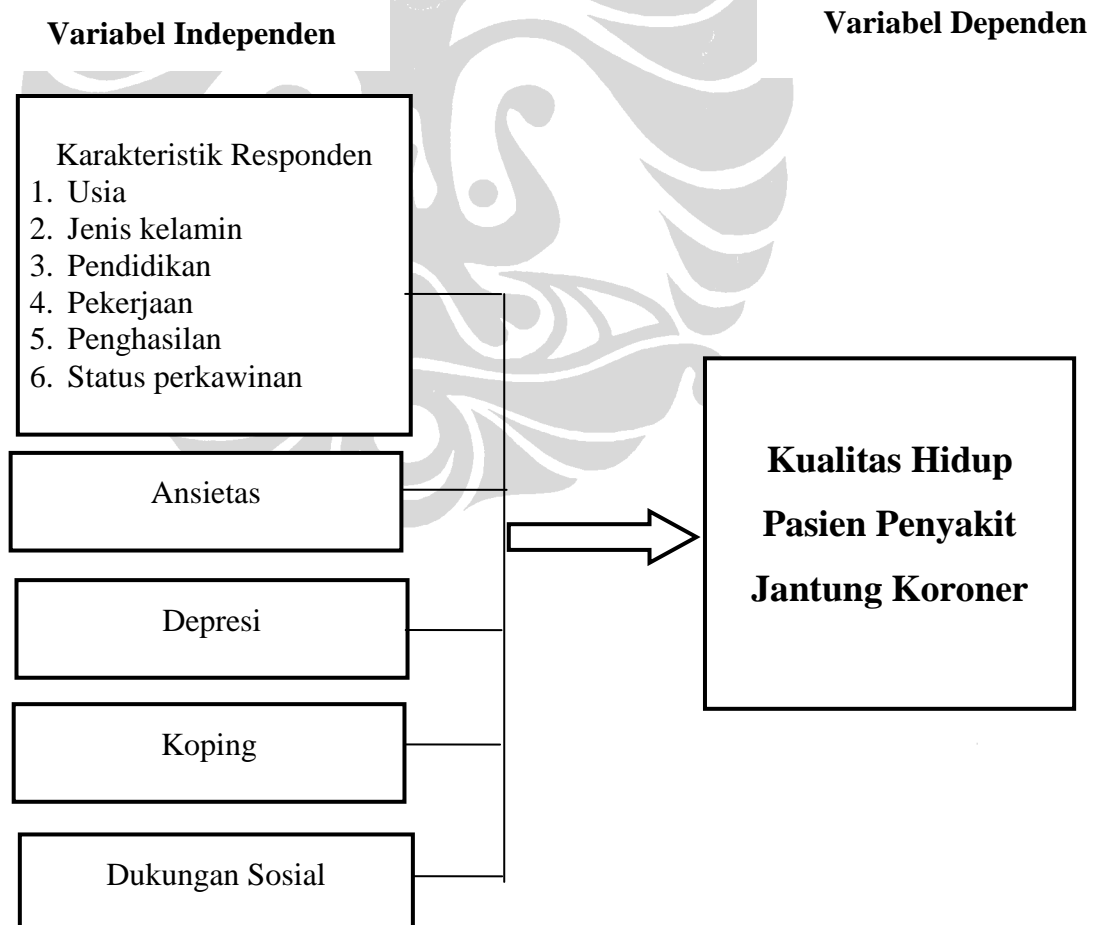 Variabel Independen
Variabel Dependen
Karakteristik Responden
1. Usia
2. Jenis kelamin
3. Pendidikan
4. Pekerjaan
5. Penghasilan
6. Status perkawinan
Ansietas
Depresi
Koping
Dukungan Sosial
Kualitas Hidup
Pasien Penyakit
Jantung Koroner